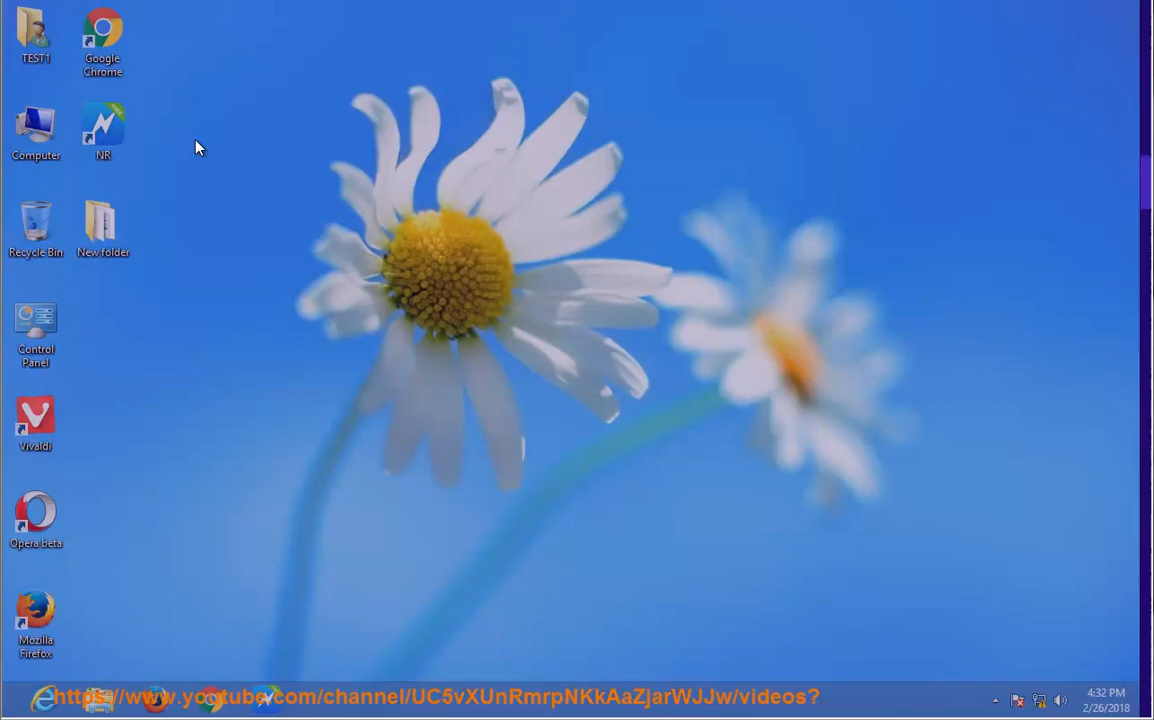 TEST1
Google
Chrome
Computer
NR
Recycle Bin
New folder
Control
Panel
Vivaldi
Opera beta
Mozilla
Firefox
https://www.youtube.com/channel/UC5vXUnRmrpNKkAaZjarWJJw/videos?
4:32 PM
2/26/2018